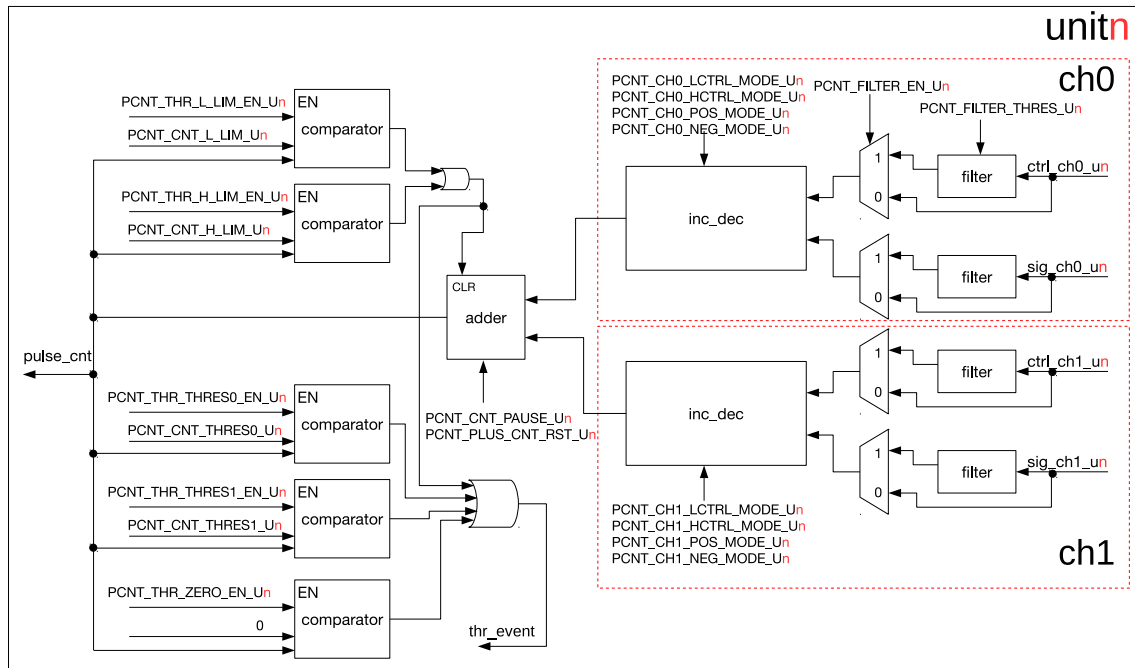 unitn
ch0
PCNT_CH0_LCTRL_MODE_Un
PCNT_CH0_HCTRL_MODE_Un
PCNT_CH0_POS_MODE_Un
PCNT_CH0_NEG_MODE_Un
PCNT_FILTER_EN_Un
PCNT_FILTER_THRES_Un
inc_dec
1
0
filter
ctrl_ch0_un
1
0
filter
sig_ch0_un
PCNT_THR_L_LIM_EN_Un
PCNT_CNT_L_LIM_Un
EN
comparator
PCNT_THR_H_LIM_EN_Un
PCNT_CNT_H_LIM_Un
EN
comparator
CLR
adder
pulse_cnt
PCNT_CNT_PAUSE_Un
PCNT_PLUS_CNT_RST_Un
PCNT_THR_THRES0_EN_Un
PCNT_CNT_THRES0_Un
EN
comparator
PCNT_THR_THRES1_EN_Un
PCNT_CNT_THRES1_Un
EN
comparator
PCNT_THR_ZERO_EN_Un
0
EN
comparator
thr_event
inc_dec
1
0
filter
ctrl_ch1_un
1
0
filter
sig_ch1_un
PCNT_CH1_LCTRL_MODE_Un
PCNT_CH1_HCTRL_MODE_Un
PCNT_CH1_POS_MODE_Un
PCNT_CH1_NEG_MODE_Un
ch1